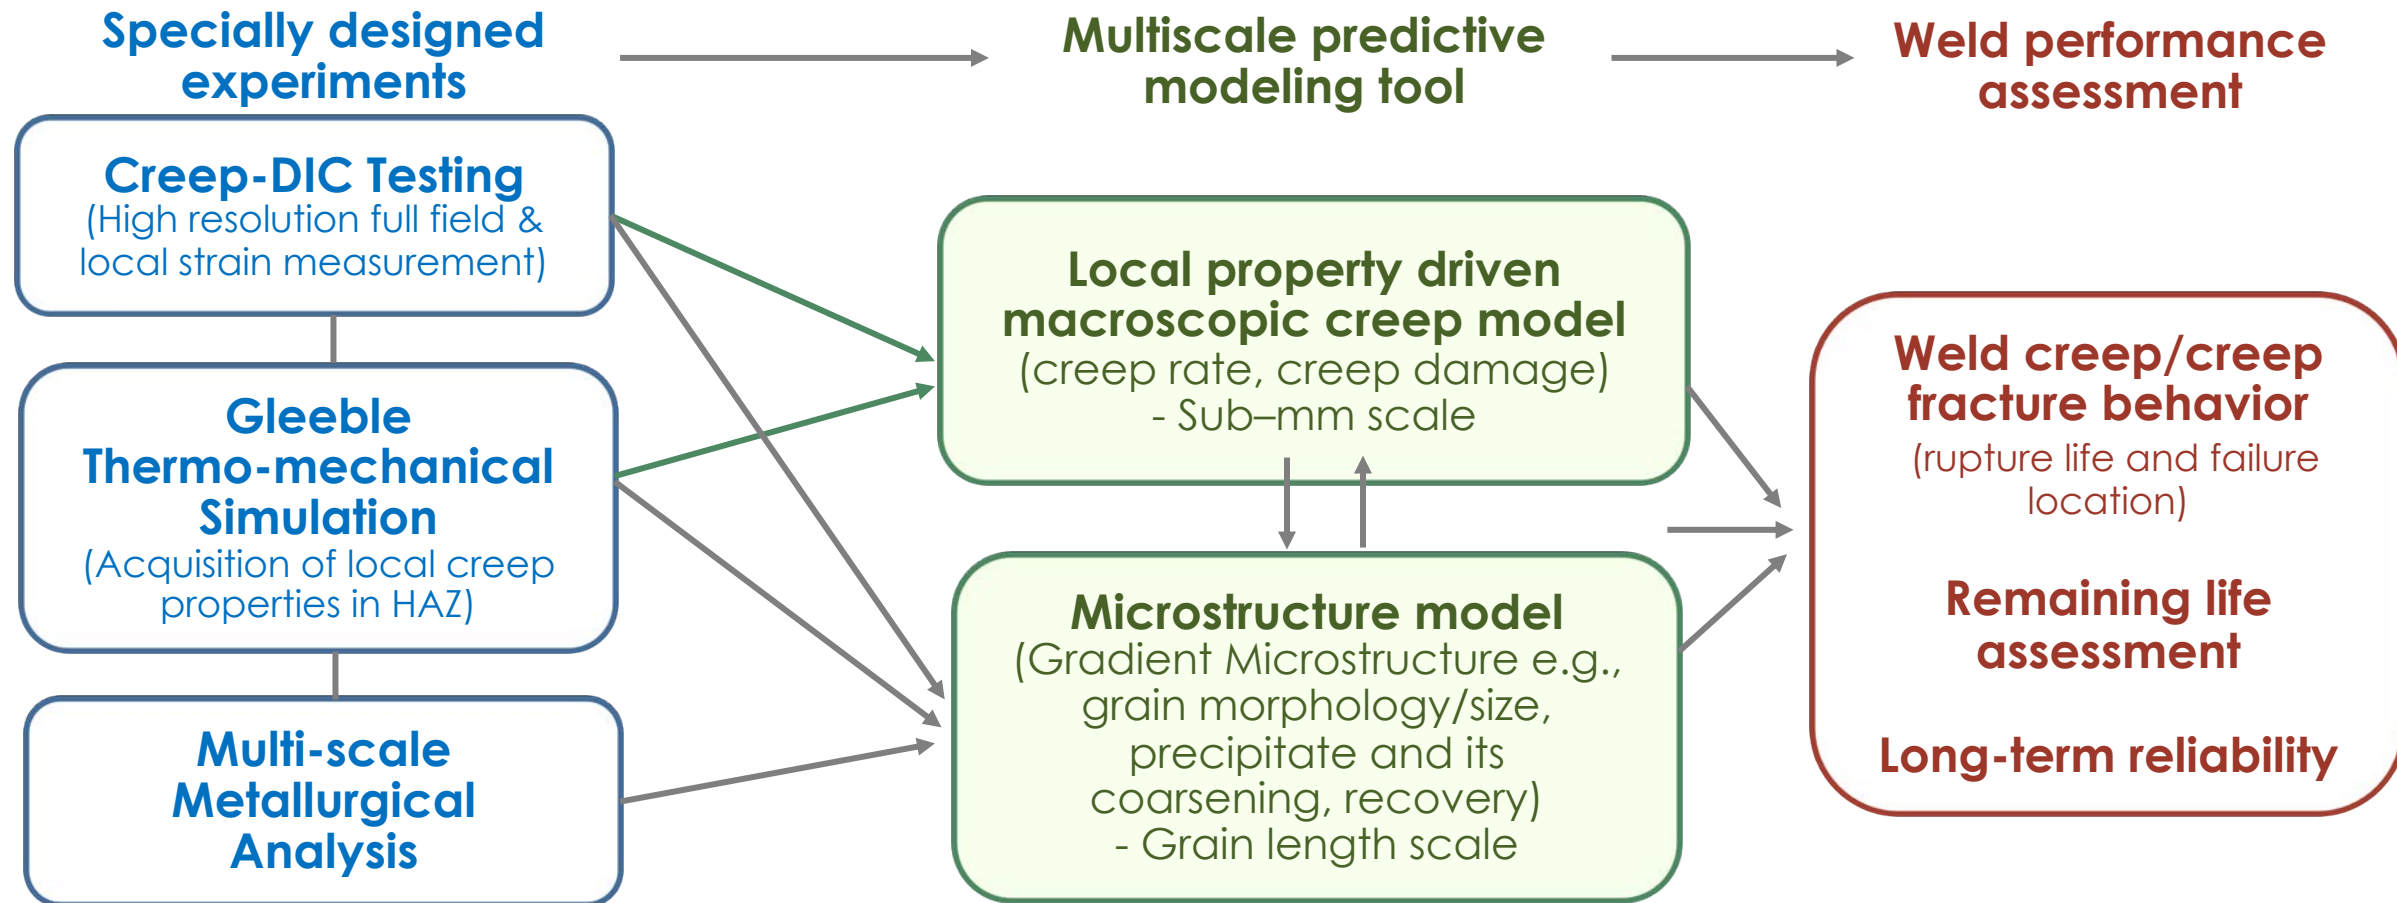 Specially designed
experiments
Multiscale predictive
modeling tool
Weld performance
assessment
Creep-DIC Testing
(High resolution full field &
local strain measurement)
Gleeble
Thermo-mechanical
Simulation
(Acquisition of local creep
properties in HAZ)
Multi-scale
Metallurgical
Analysis
Local property driven
macroscopic creep model
(creep rate, creep damage)
- Sub–mm scale
Microstructure model
(Gradient Microstructure e.g.,
grain morphology/size,
precipitate and its
coarsening, recovery)
- Grain length scale
Weld creep/creep
fracture behavior
(rupture life and failure
location)
Remaining life
assessment
Long-term reliability